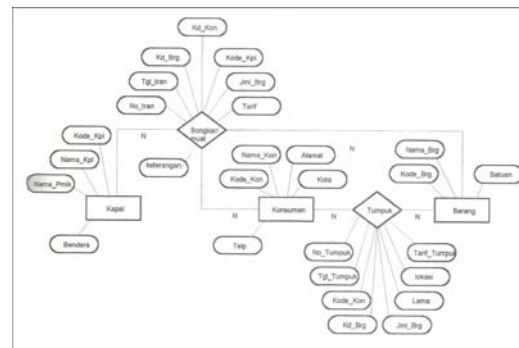 Kd_Kon
Kd_Brg
Kode_Kpl
Tgl_tran
Jml_Brg
No_tran
Tarif
Bongkar/
muat
N
N
keterangan
Kode_Kpl
Nama_Kpl
Nama_Pmlk
Kapal
Bendera
Nama_Kon
Alamat
Kode_Kon
Kota
N
Konsumen
N
Telp
Nama_Brg
Kode_Brg
Satuan
Tumpuk
N
Barang
No_Tumpuk
Tarif_Tumpuk
Tgl_Tumpuk
lokasi
Kode_Kon
Lama
Kd_Brg
Jml_Brg